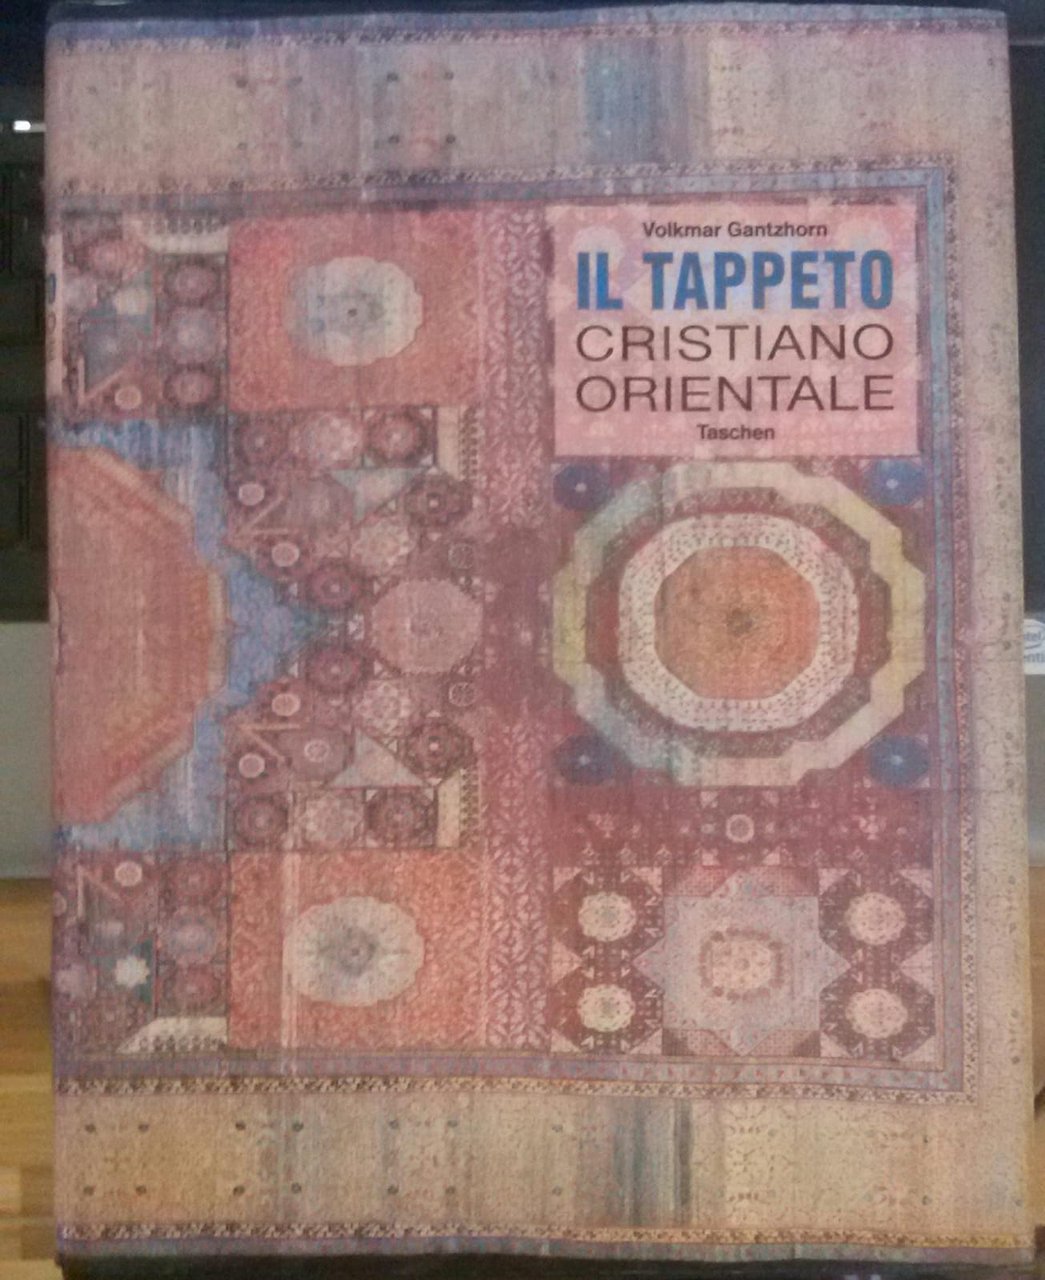 Volkmar Gantzhorn
IL TAPPETO
CRISTIANO
ORIENTALE
Taschen